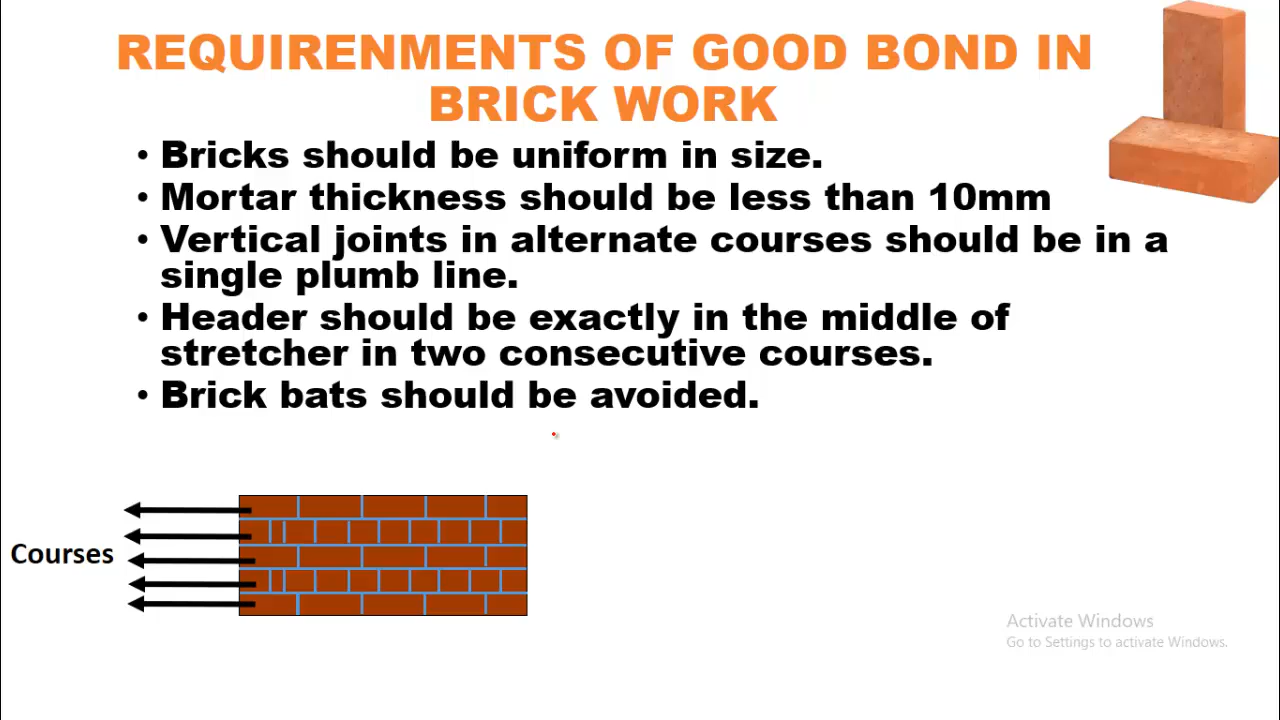 REQUIRENMENTS OF GOOD BOND IN
BRICK WORK
• Bricks should be uniform in size.
• Mortar thickness should be less than 10mm
• Vertical joints in alternate courses should be in a
single plumb line.
• Header should be exactly in the middle of
stretcher in two consecutive courses.
• Brick bats should be avoided.
Courses
Activate Windows
Go to Settings to activate Windows.